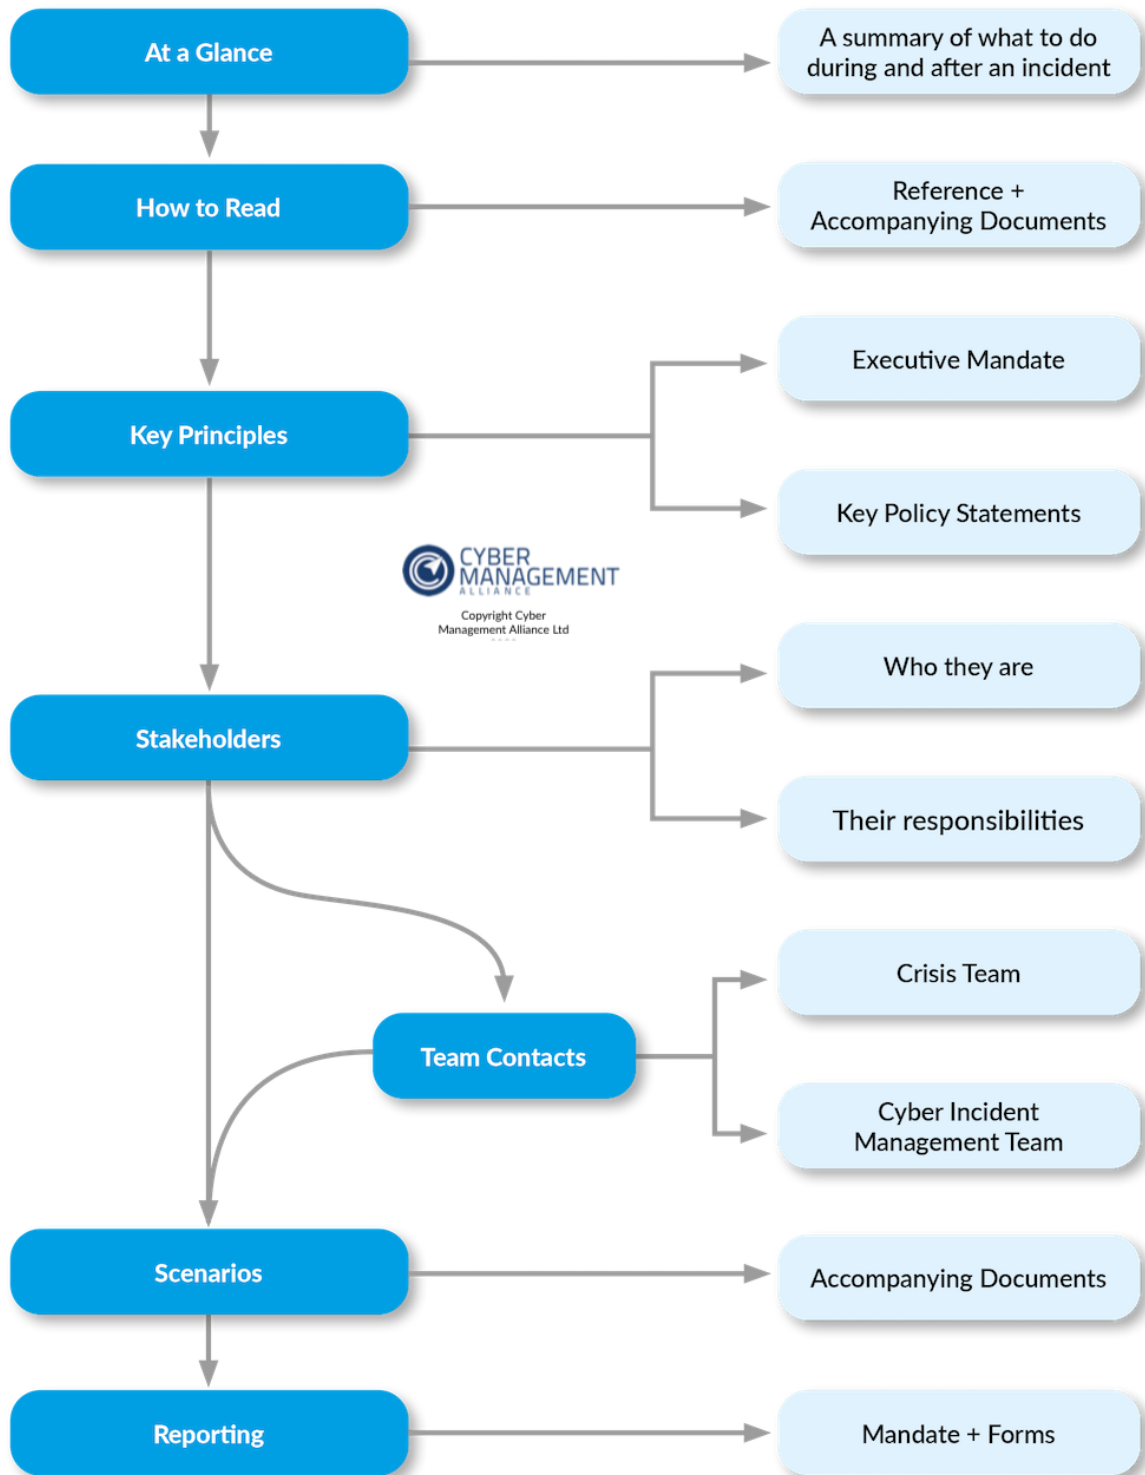 At a Glance
A summary of what to do
during and after an incident
How to Read
Reference +
Accompanying Documents
Executive Mandate
Key Principles
Key Policy Statements
CYBER
MANAGEMENT
ALLIANCE
Copyright Cyber
Management Alliance Ltd
Who they are
Stakeholders
Their responsibilities
Crisis Team
Team Contacts
Cyber Incident
Management Team
Scenarios
Accompanying Documents
Reporting
Mandate + Forms